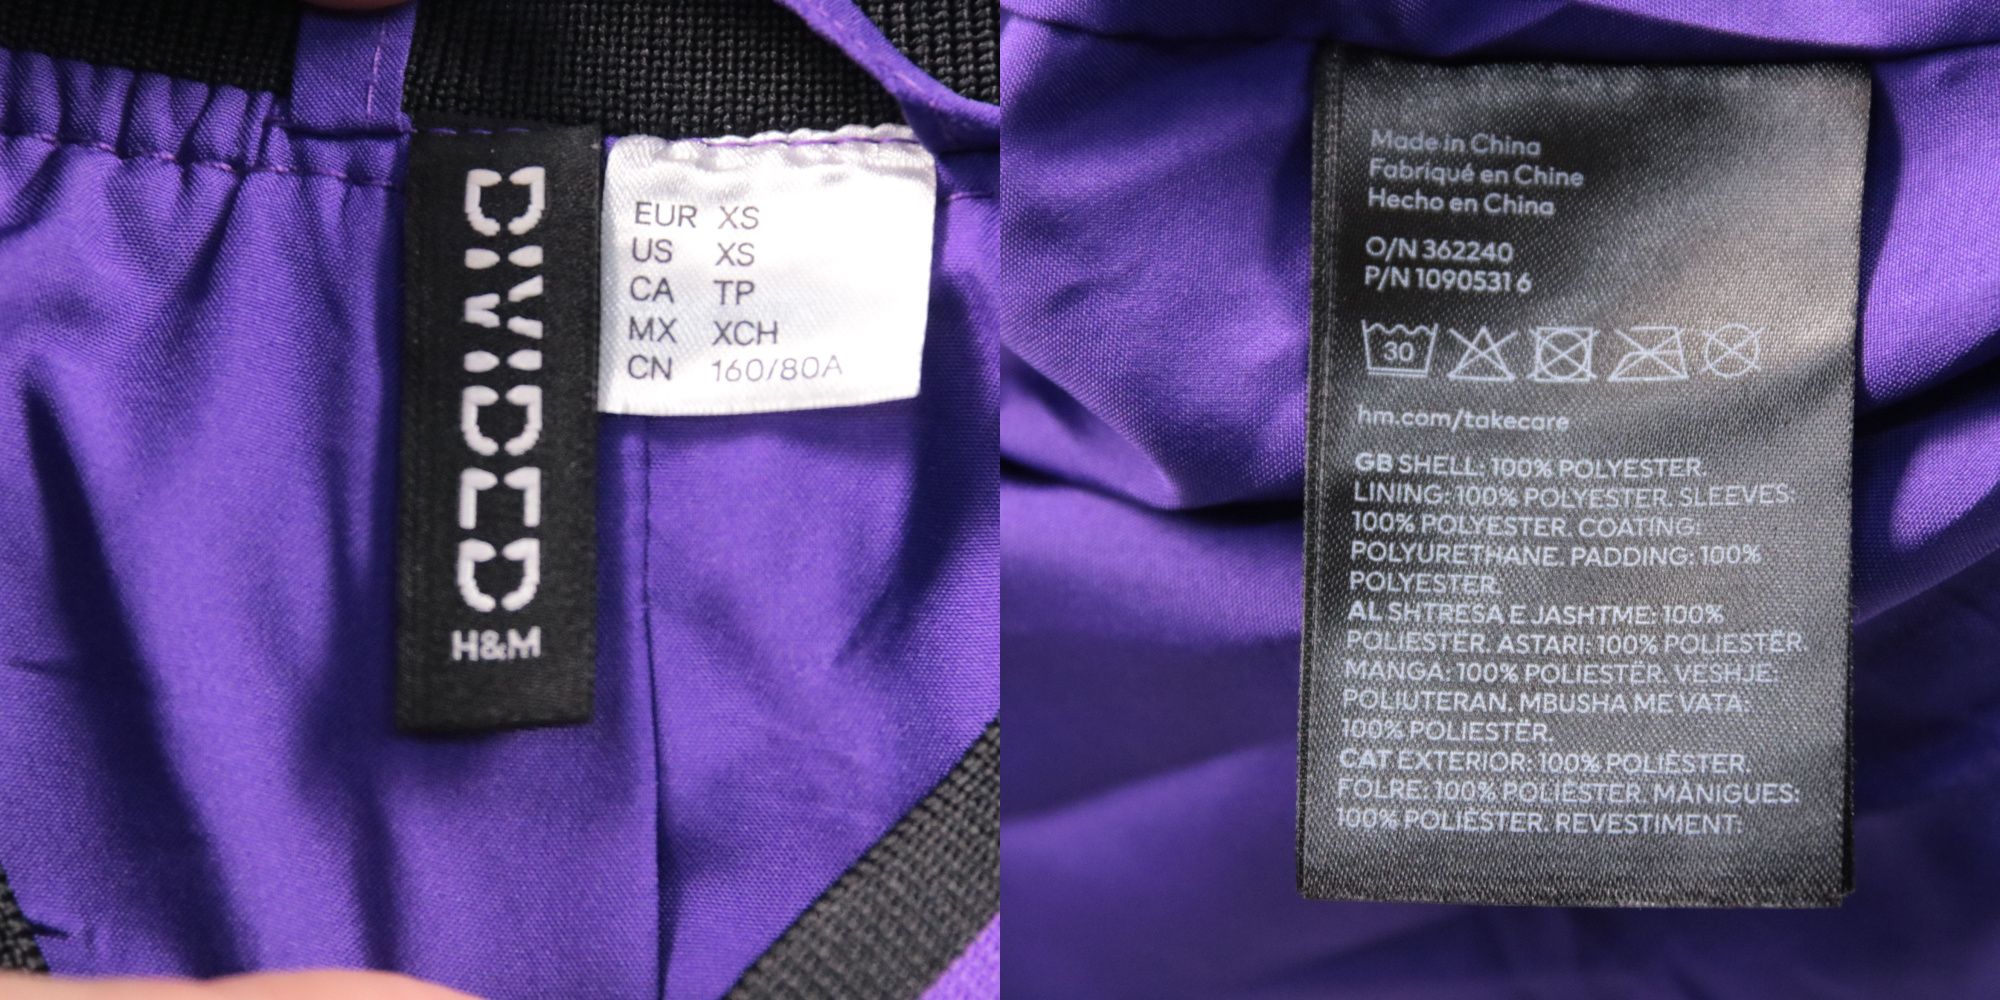 DIVIDED
H&M
EUR XS
US XS
CA TP
MX XCH
CN 160/80A
Made in China
Fabriqué en Chine
Hecho en China
O/N 362240
P/N 1090531 6
30
hm.com/takecare
GB SHELL: 100% POLYESTER.
LINING: 100% POLYESTER. SLEEVES:
100% POLYESTER. COATING:
POLYURETHANE. PADDING: 100%
POLYESTER.
AL SHTRESA E JASHTME: 100%
POLIESTËR. ASTARI: 100% POLIESTËR.
MANGA: 100% POLIESTËR. VESHJE:
POLIUTERAN. MBUSHA ME VATA:
100% POLIESTËR.
CAT EXTERIOR: 100% POLIÈSTER.
FOLRE: 100% POLIÈSTER. MÀNIGUES:
100% POLIÈSTER. REVESTIMENT: